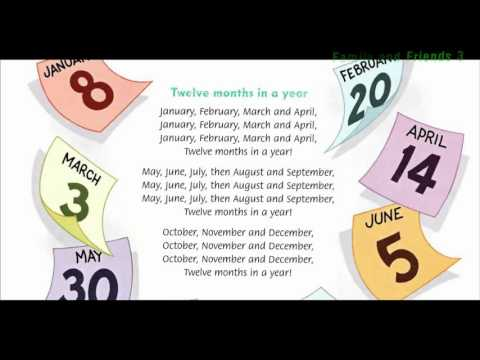 Family and Friends 3
JANUARY
8
FEBRUARY
20
Twelve months in a year
January, February, March and April,
January, February, March and April,
January, February, March and April,
Twelve months in a year!
APRIL
14
MARCH
3
May, June, July, then August and September,
May, June, July, then August and September,
May, June, July, then August and September,
Twelve months in a year!
JUNE
5
October, November and December,
October, November and December,
October, November and December,
Twelve months in a year!
MAY
30